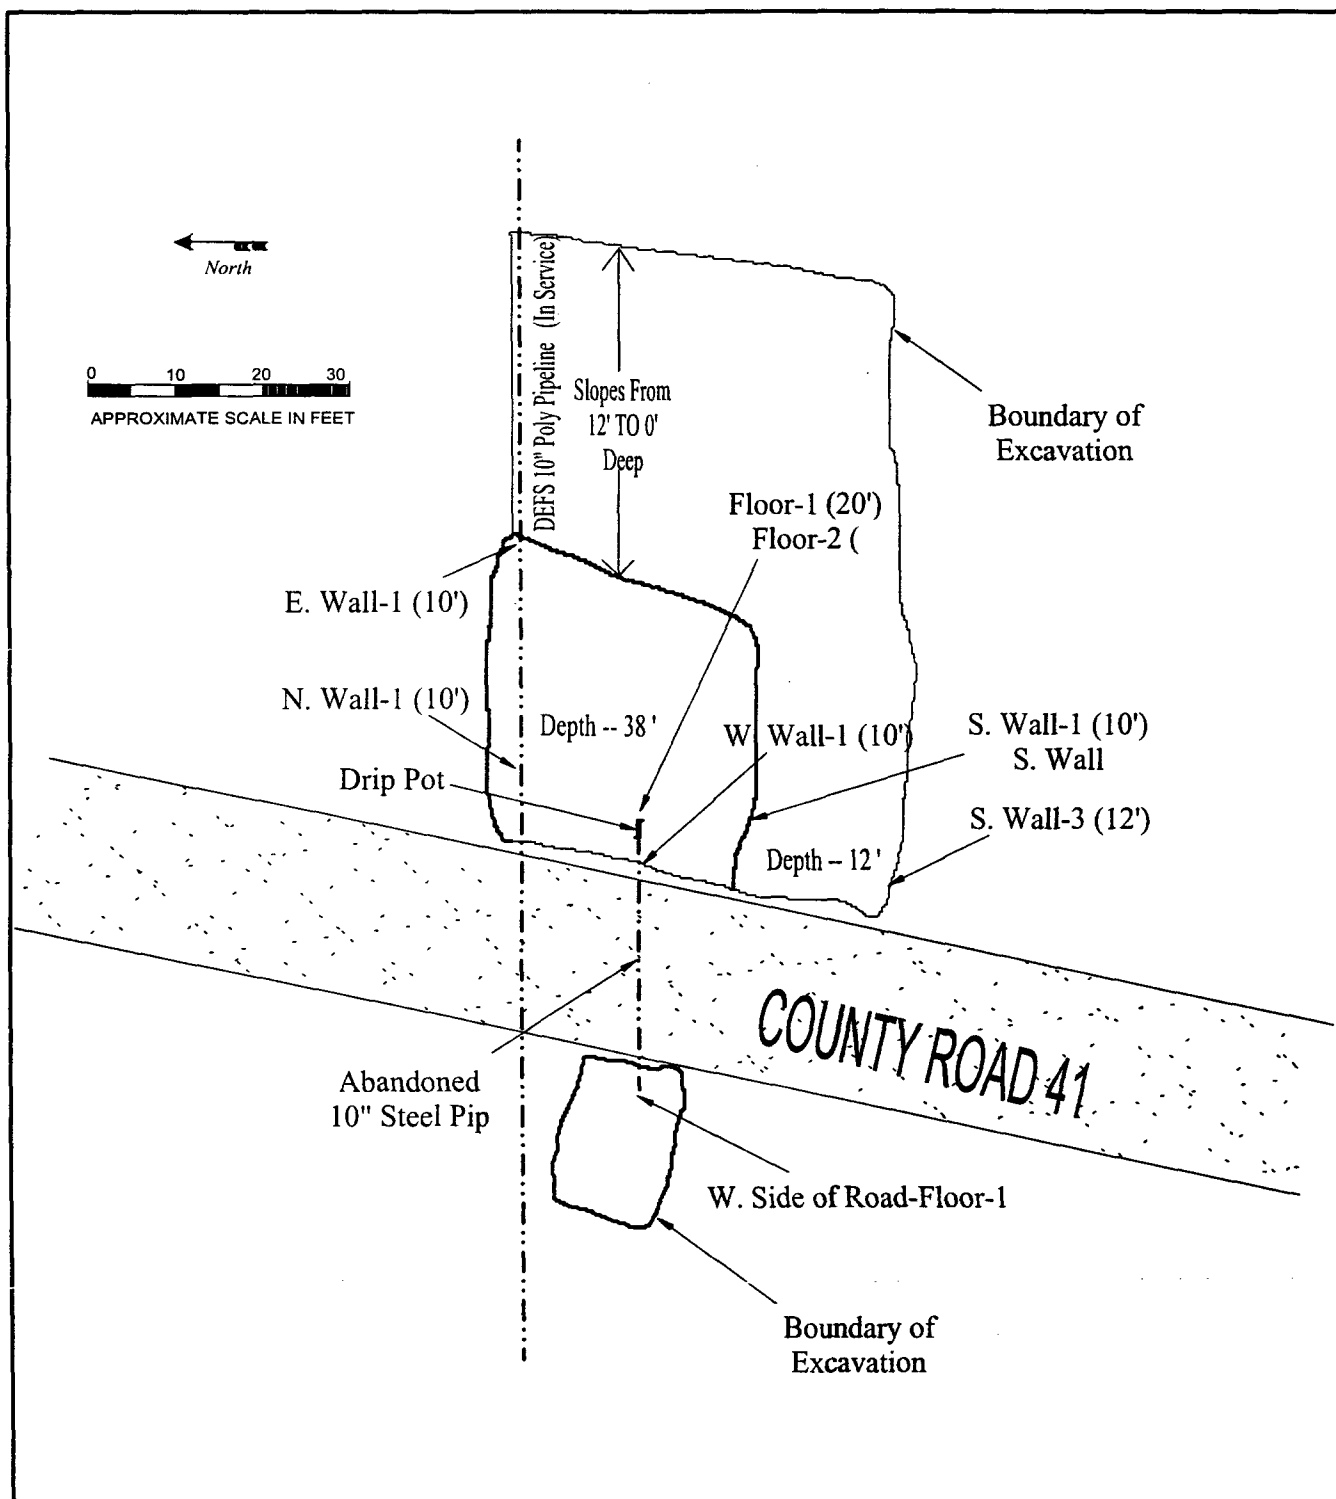 North
0 10 20 30
APPROXIMATE SCALE IN FEET
DEFS 10" Poly Pipeline (In Service)
Slopes From
12' TO 0'
Deep
Boundary of
Excavation
Floor-1 (20')
Floor-2 (
E. Wall-1 (10')
N. Wall-1 (10')
Depth -- 38'
W. Wall-1 (10')
S. Wall-1 (10')
S. Wall
Drip Pot
S. Wall-3 (12')
Depth -- 12'
COUNTY ROAD 41
Abandoned
10" Steel Pip
W. Side of Road-Floor-1
Boundary of
Excavation